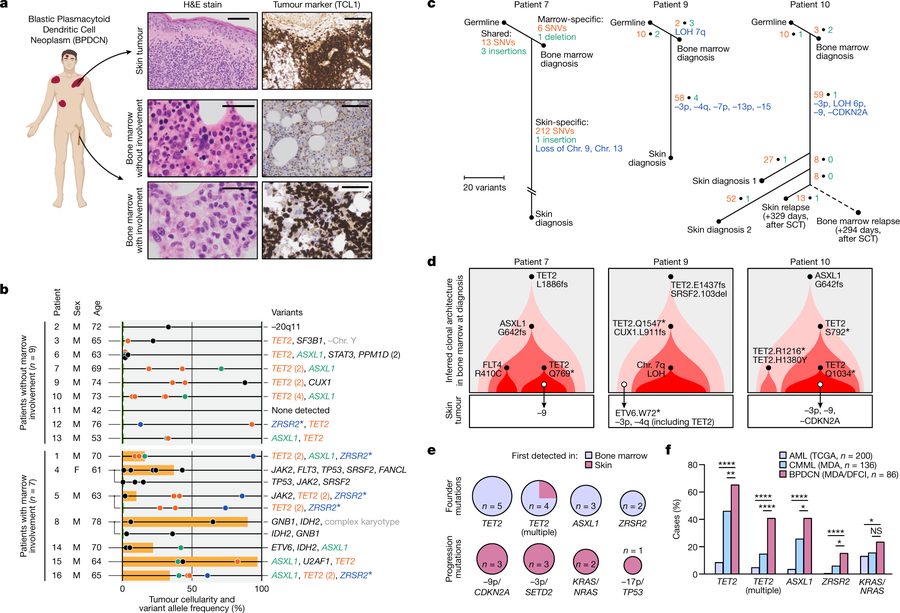 a
Blastic Plasmacytoid
Dendritic Cell
Neoplasm (BPDCN)
H&E stain
Tumour marker (TCL1)
Skin tumour
Bone marrow
without involvement
Bone marrow
with involvement
b
Patient
Sex
Age
Variants
Patients without marrow
involvement (n = 9)
2 M 72 –20q11
3 M 65 TET2, SF3B1, –Chr. Y
6 M 63 TET2, ASXL1, STAT3, PPM1D (2)
7 M 69 TET2 (2), ASXL1
9 M 74 TET2 (2), CUX1
10 M 73 TET2 (4), ASXL1
11 M 42 None detected
12 M 76 ZRSR2*, TET2
13 M 53 ASXL1, TET2
Patients with marrow
involvement (n = 7)
1 M 70 TET2 (2), ASXL1, ZRSR2*
4 F 61 JAK2, FLT3, TP53, SRSF2, FANCL
TP53, JAK2, SRSF2
5 M 63 JAK2, TET2 (2), ZRSR2*
TET2 (2), ZRSR2*
8 M 78 GNB1, IDH2, complex karyotype
IDH2, GNB1
14 M 70 ETV6, IDH2, ASXL1
15 M 64 ASXL1, U2AF1, TET2
16 M 65 ASXL1, TET2 (2), ZRSR2*
0 50 100
Tumour cellularity and
variant allele frequency (%)
c
Patient 7
Germline
Shared:
13 SNVs
3 insertions
Marrow-specific:
6 SNVs
1 deletion
Bone marrow
diagnosis
Skin-specific:
212 SNVs
1 insertion
Loss of Chr. 9, Chr. 13
20 variants
Skin
diagnosis
Patient 9
Germline
2 • 3
LOH 7q
10 • 2
Bone marrow
diagnosis
58 • 4
–3p, –4q, –7p, –13p, –15
Skin
diagnosis
Patient 10
Germline
3 • 2
10 • 1
Bone marrow
diagnosis
59 • 1
–3p, LOH 6p,
–9, –CDKN2A
27 • 1
8 • 0
Skin diagnosis 1
8 • 0
52 • 1
13 • 1
Skin diagnosis 2
Skin relapse
(+329 days,
after SCT)
Bone marrow relapse
(+294 days,
after SCT)
d
Inferred clonal architecture
in bone marrow at diagnosis
Skin
tumour
Patient 7
TET2
L1886fs
ASXL1
G642fs
FLT4
R410C
TET2
Q769*
–9
Patient 9
TET2.E1437fs
SRSF2.103del
TET2.Q1547*
CUX1.L911fs
Chr. 7q
LOH
ETV6.W72*
–3p, –4q (including TET2)
Patient 10
ASXL1
G642fs
TET2
S792*
TET2.R1216*
TET2.H1380Y
TET2
Q1034*
–3p, –9,
–CDKN2A
e
First detected in:
Bone marrow
Skin
Founder
mutations
n = 5
n = 4
n = 3
n = 2
TET2
TET2
(multiple)
ASXL1
ZRSR2
Progression
mutations
n = 3
n = 3
n = 2
n = 1
–9p/
CDKN2A
–3p/
SETD2
KRAS/
NRAS
–17p/
TP53
f
AML (TCGA, n = 200)
CMML (MDA, n = 136)
BPDCN (MDA/DFCI, n = 86)
Cases (%)
80
60
40
20
0
****
**
****
****
****
*
****
*
*
NS
TET2
TET2
(multiple)
ASXL1
ZRSR2
KRAS/
NRAS